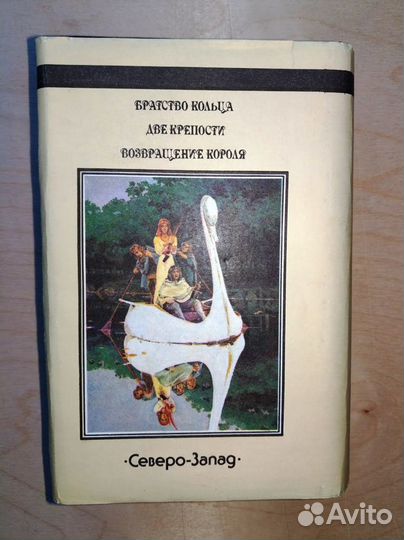 БРАТСТВО КОЛЬЦА
ДВЕ КРЕПОСТИ
ВОЗВРАЩЕНИЕ КОРОЛЯ
·Северо-Запад·
Avito